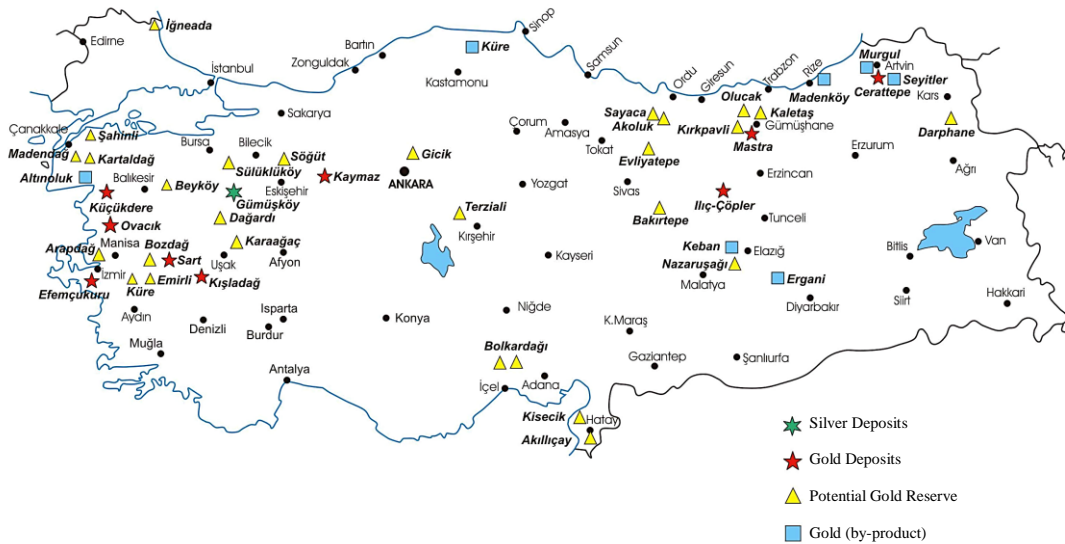 İğneada
Edirne
İstanbul
Zonguldak
Bartın
Küre
Kastamonu
Sinop
Samsun
Ordu
Giresun
Trabzon
Rize
Madenköy
Murgul
Artvin
Seyitler
Cerattepe
Kars
Darphane
Çanakkale
Şahinli
Madendağ
Kartaldağ
Altınoluk
Sakarya
Bursa
Bilecik
Söğüt
Sülüklüköy
Gicik
ANKARA
Kaymaz
Çorum
Amasya
Tokat
Sayaca
Akoluk
Olucak
Kaletaş
Kırkpavli
Gümüşhane
Mastra
Evliyatepe
Erzurum
Ağrı
Balıkesir
Beyköy
Eskişehir
Gümüşköy
Küçükdere
Ovacık
Dağardı
Yozgat
Sivas
Erzincan
Iliç-Çöpler
Bakırtepe
Tunceli
Terziali
Kırşehir
Arapdağ
Manisa
Bozdağ
Sart
Karaağaç
Uşak
Afyon
Kayseri
Keban
Elazığ
Nazaruşağı
Malatya
Ergani
Diyarbakır
Bitlis
Van
Siirt
Hakkari
İzmir
Efemçukuru
Küre
Emirli
Kışladağ
Aydın
Denizli
Isparta
Burdur
Konya
Niğde
K.Maraş
Muğla
Antalya
Bolkardağı
İçel
Adana
Gaziantep
Şanlıurfa
Kisecik
Hatay
Akıllıçay
Silver Deposits
Gold Deposits
Potential Gold Reserve
Gold (by-product)